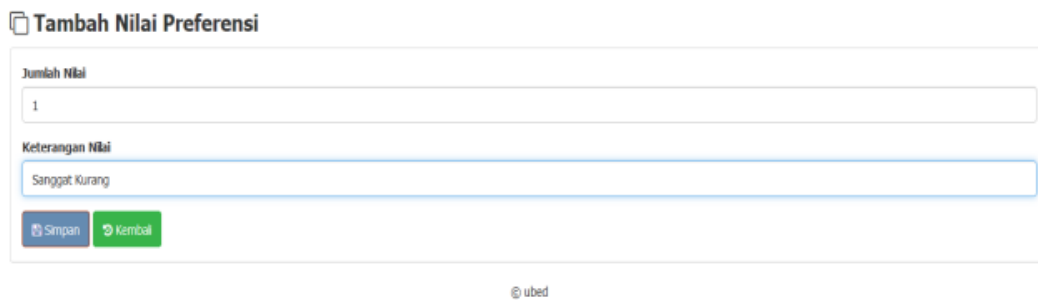 Tambah Nilai Preferensi
Jumlah Nilai
1
Keterangan Nilai
Sanggat Kurang
Simpan Kembali
© ubed